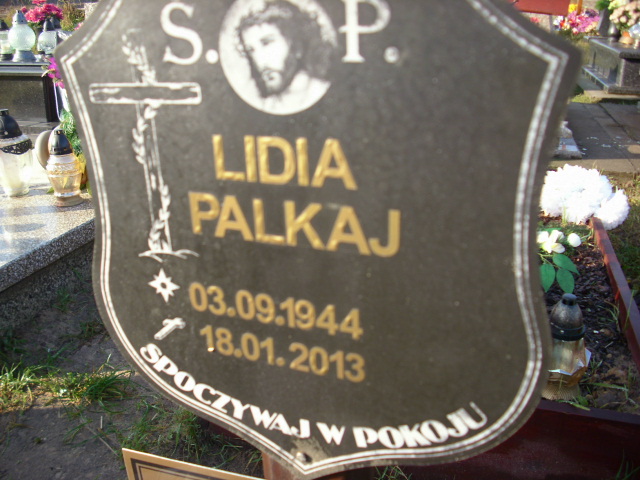 S. P.
LIDIA
PALKAJ
03.09.1944
18.01.2013
SPOCZYWAJ W POKOJU